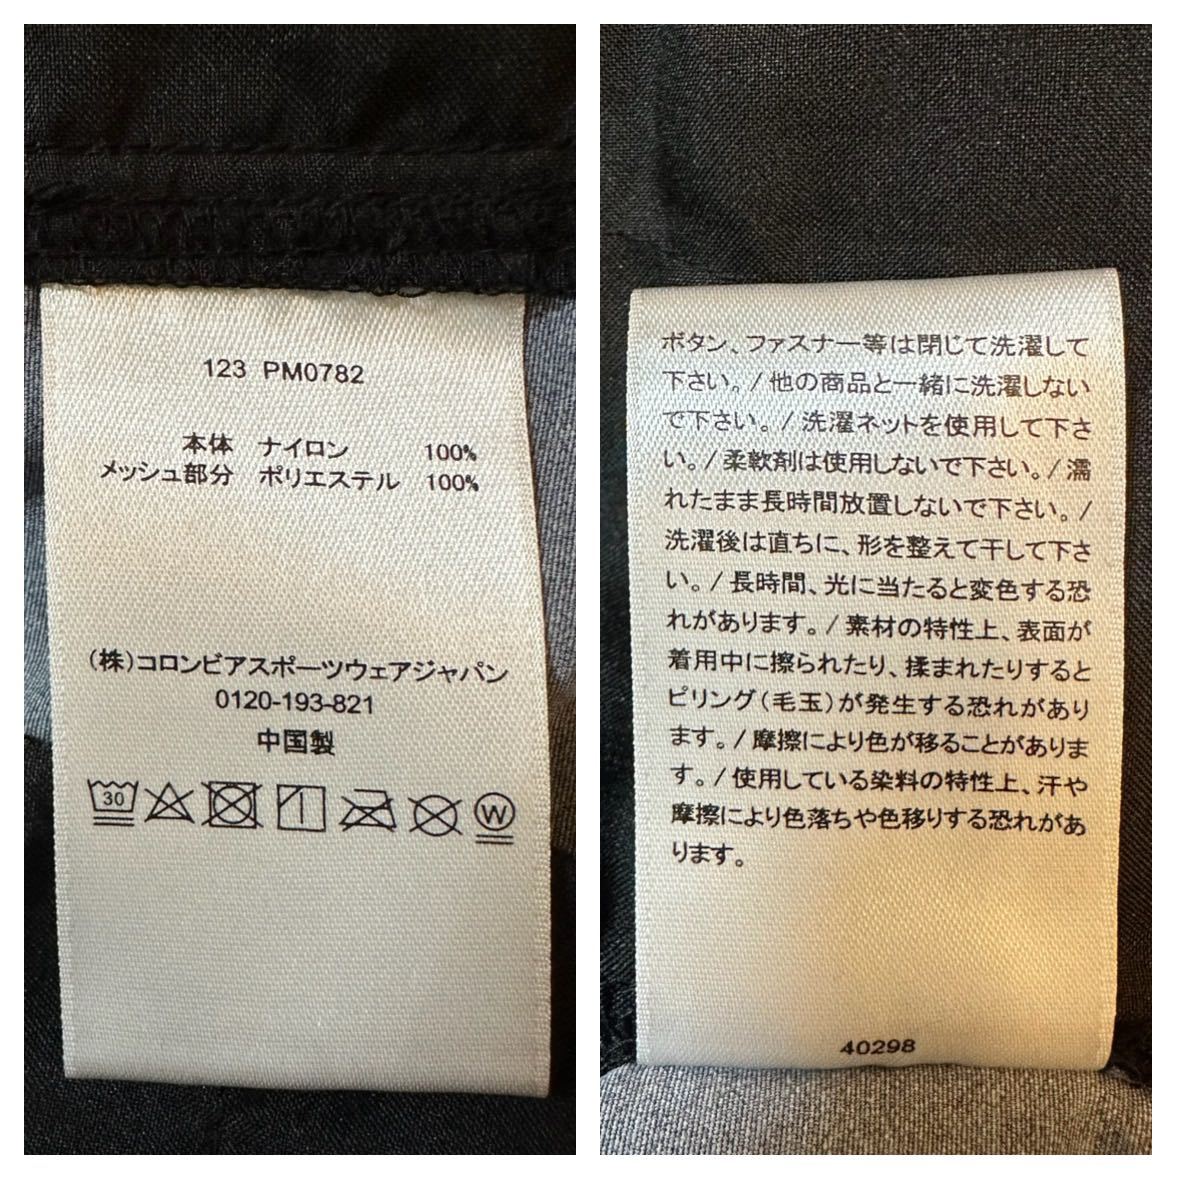 123 PM0782
本体 ナイロン 100%
メッシュ部分 ポリエステル 100%
(株)コロンビアスポーツウェアジャパン
0120-193-821
中国製
30
W
ボタン、ファスナー等は閉じて洗濯して
下さい。/他の商品と一緒に洗濯しない
で下さい。/洗濯ネットを使用して下さ
い。/柔軟剤は使用しないで下さい。/濡
れたまま長時間放置しないで下さい。/
洗濯後は直ちに、形を整えて干して下さ
い。/長時間、光に当たると変色する恐
れがあります。/素材の特性上、表面が
着用中に擦られたり、揉まれたりすると
ピリング(毛玉)が発生する恐れがあり
ます。/摩擦により色が移ることがありま
す。/使用している染料の特性上、汗や
摩擦により色落ちや色移りする恐れがあ
ります。
40298